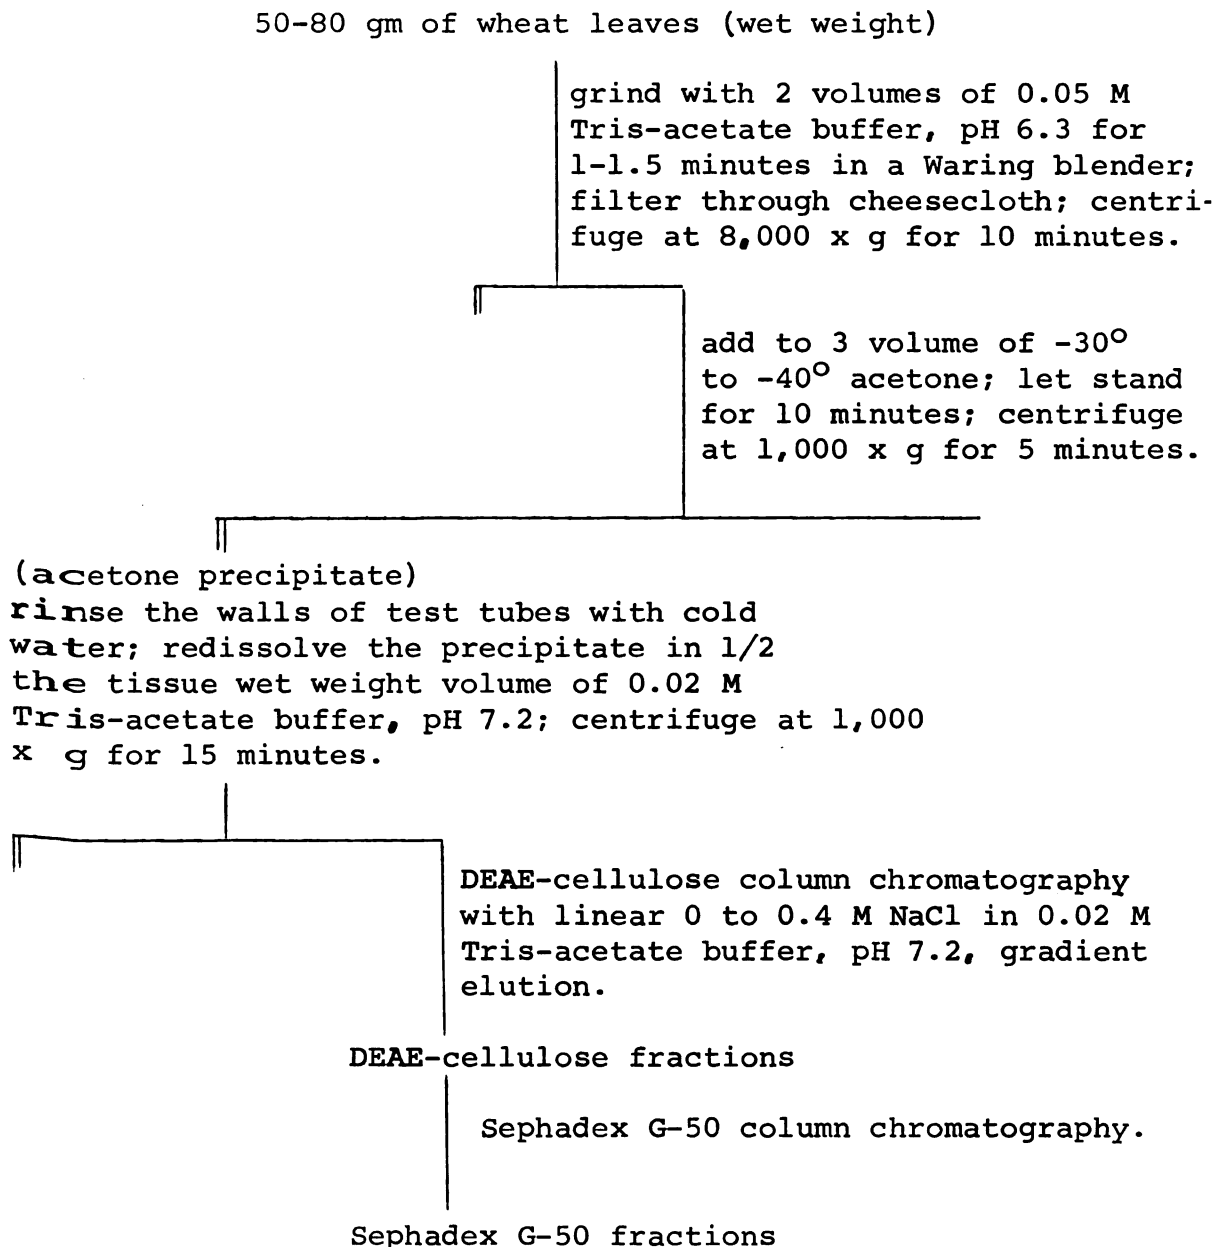 50-80 gm of wheat leaves (wet weight)
grind with 2 volumes of 0.05 M
Tris-acetate buffer, pH 6.3 for
1-1.5 minutes in a Waring blender;
filter through cheesecloth; centri-
fuge at 8,000 x g for 10 minutes.
add to 3 volume of -30°
to -40° acetone; let stand
for 10 minutes; centrifuge
at 1,000 x g for 5 minutes.
(acetone precipitate)
rinse the walls of test tubes with cold
water; redissolve the precipitate in 1/2
the tissue wet weight volume of 0.02 M
Tris-acetate buffer, pH 7.2; centrifuge at 1,000
x g for 15 minutes.
DEAE-cellulose column chromatography
with linear 0 to 0.4 M NaCl in 0.02 M
Tris-acetate buffer, pH 7.2, gradient
elution.
DEAE-cellulose fractions
Sephadex G-50 column chromatography.
Sephadex G-50 fractions